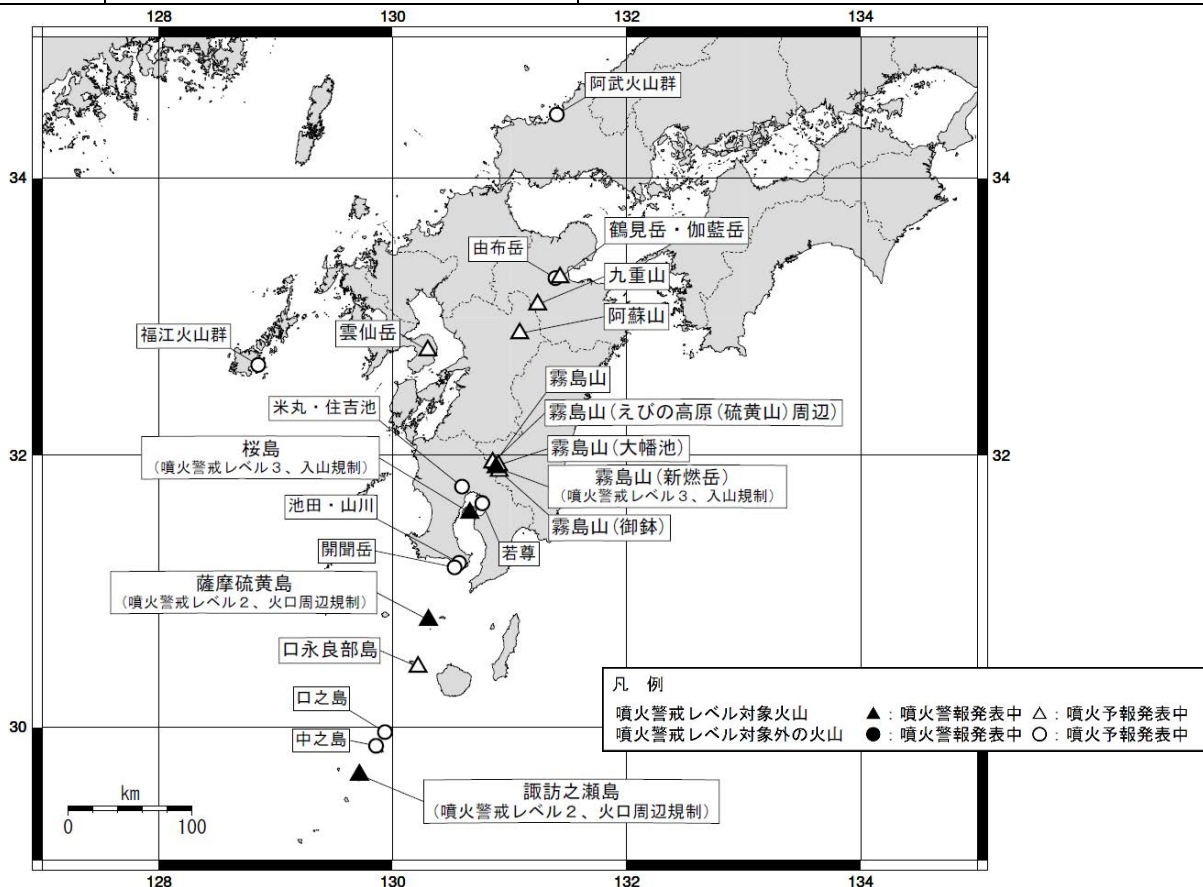 128
130
132
134
阿武火山群
34
34
鶴見岳・伽藍岳
由布岳
九重山
阿蘇山
福江火山群
雲仙岳
霧島山
米丸・住吉池
霧島山(えびの高原(硫黄山)周辺)
桜島
(噴火警戒レベル3、入山規制)
霧島山(大幡池)
32
32
霧島山(新燃岳)
(噴火警戒レベル3、入山規制)
池田・山川
霧島山(御鉢)
開聞岳
若尊
薩摩硫黄島
(噴火警戒レベル2、火口周辺規制)
口永良部島
口之島
30
30
中之島
凡 例
噴火警戒レベル対象火山 ▲:噴火警報発表中 △:噴火予報発表中
噴火警戒レベル対象外の火山 ●:噴火警報発表中 ○:噴火予報発表中
諏訪之瀬島
(噴火警戒レベル2、火口周辺規制)
km
0
100
128
130
132
134